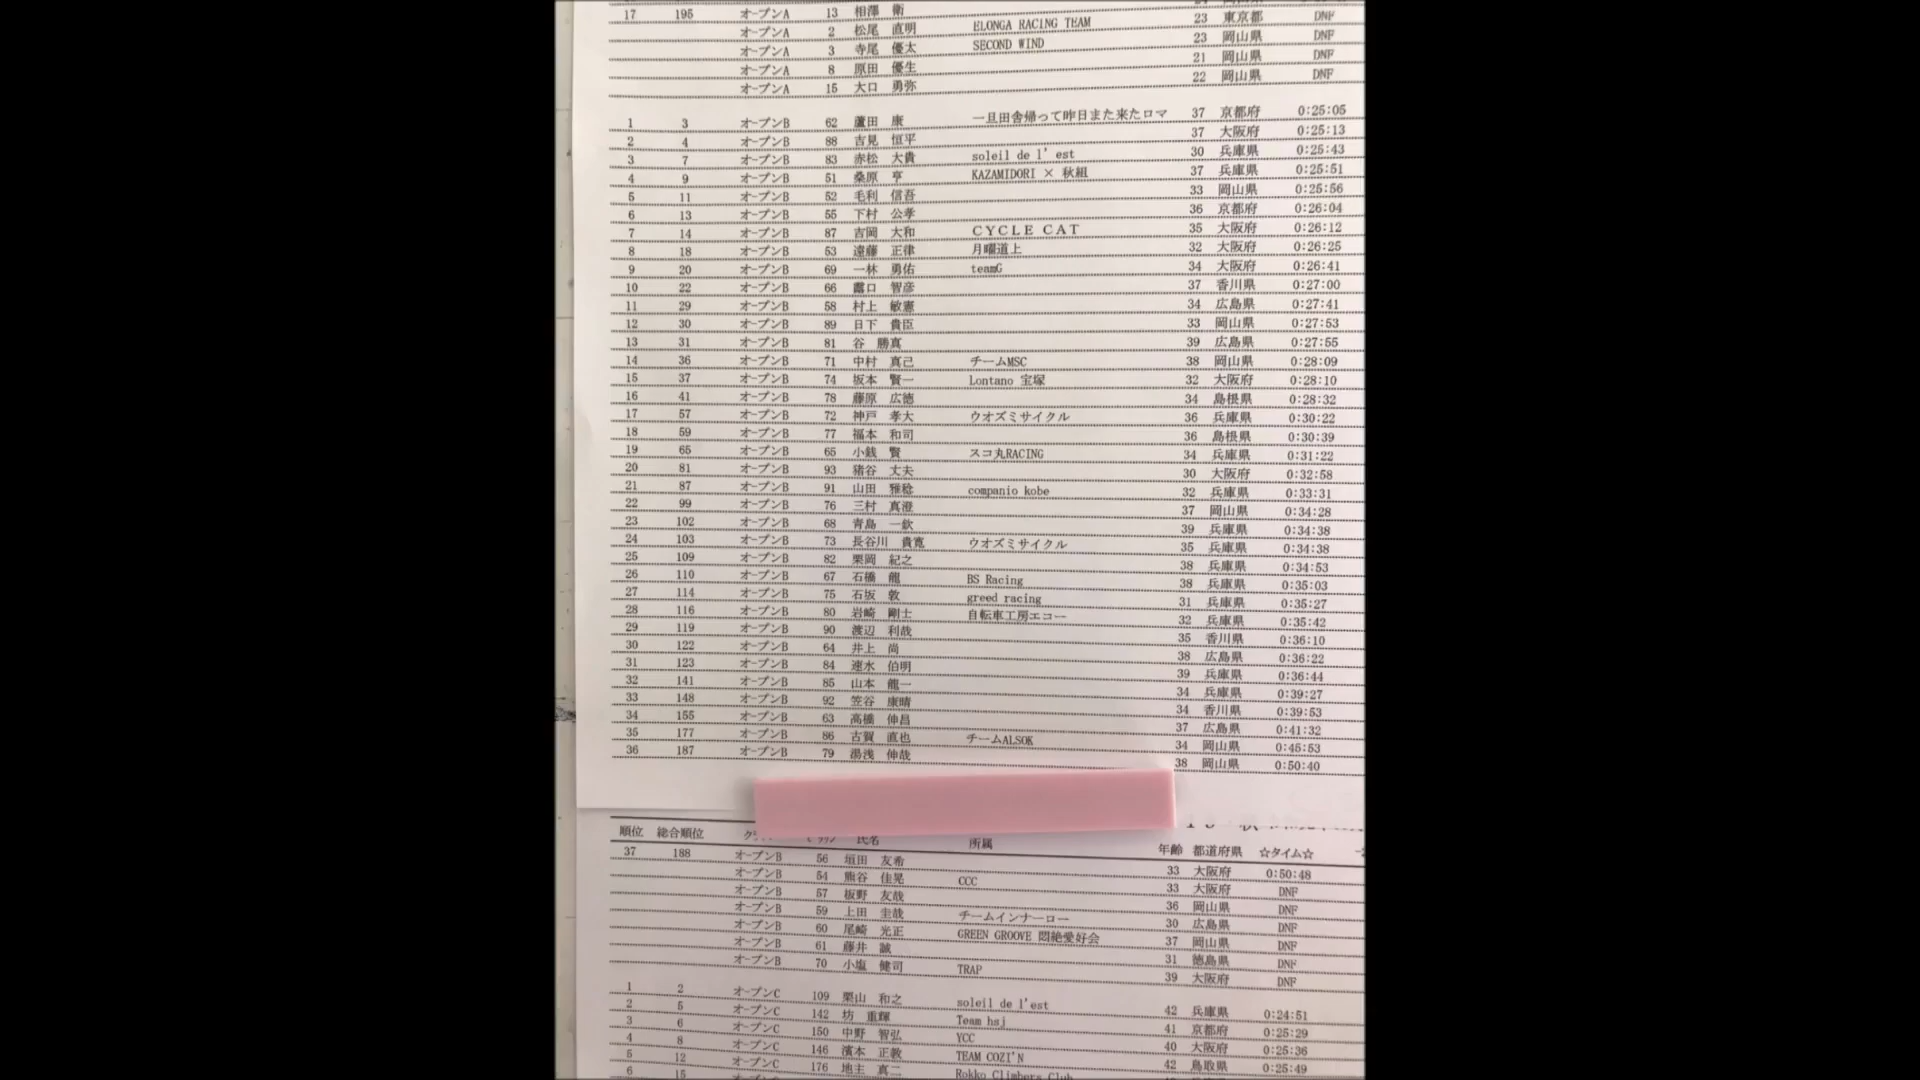 17 195 オープンA 13 相澤 衛
オープンA 2 松尾 直明 ELONGA RACING TEAM 23 東京都 DNF
オープンA 3 寺尾 優太 SECOND WIND 23 岡山県 DNF
オープンA 8 原田 優生 21 岡山県 DNF
オープンA 15 大口 勇弥 22 岡山県 DNF
1 3 オープンB 62 蘆田 康 一旦田舎帰って昨日また来たロマ 37 京都府 0:25:05
2 4 オープンB 88 吉見 恒平 37 大阪府 0:25:13
3 7 オープンB 83 赤松 大貴 soleil de l' est 30 兵庫県 0:25:43
4 9 オープンB 51 桑原 亨 KAZAMIDORI × 秋組 37 兵庫県 0:25:51
5 11 オープンB 52 毛利 信吾 33 岡山県 0:25:56
6 13 オープンB 55 下村 公孝 36 京都府 0:26:04
7 14 オープンB 87 吉岡 大和 ＣＹＣＬＥ ＣＡＴ 35 大阪府 0:26:12
8 18 オープンB 53 遠藤 正律 月曜道上 32 大阪府 0:26:25
9 20 オープンB 69 一林 勇佑 teamG 34 大阪府 0:26:41
10 22 オープンB 66 露口 智彦 37 香川県 0:27:00
11 29 オープンB 58 村上 敏憲 34 広島県 0:27:41
12 30 オープンB 89 日下 貴臣 33 岡山県 0:27:53
13 31 オープンB 81 谷 勝真 39 広島県 0:27:55
14 36 オープンB 71 中村 真己 チームMSC 38 岡山県 0:28:09
15 37 オープンB 74 坂本 賢一 Lontano 宝塚 32 大阪府 0:28:10
16 41 オープンB 78 藤原 広徳 34 島根県 0:28:32
17 57 オープンB 72 神戸 孝大 ウオズミサイクル 36 兵庫県 0:30:22
18 59 オープンB 77 福本 和司 36 島根県 0:30:39
19 65 オープンB 65 小銭 賢 スコ丸RACING 34 兵庫県 0:31:22
20 81 オープンB 93 猪谷 丈夫 30 大阪府 0:32:58
21 87 オープンB 91 山田 雅稔 companio kobe 32 兵庫県 0:33:31
22 99 オープンB 76 三村 真澄 37 岡山県 0:34:28
23 102 オープンB 68 青島 一欽 39 兵庫県 0:34:38
24 103 オープンB 73 長谷川 貴寛 ウオズミサイクル 35 兵庫県 0:34:38
25 109 オープンB 82 栗岡 紀之 38 兵庫県 0:34:53
26 110 オープンB 67 石橋 龍 BS Racing 38 兵庫県 0:35:03
27 114 オープンB 75 石坂 敦 greed racing 31 兵庫県 0:35:27
28 116 オープンB 80 岩崎 剛士 自転車工房エコー 32 兵庫県 0:35:42
29 119 オープンB 90 渡辺 利哉 35 香川県 0:36:10
30 122 オープンB 64 井上 尚 38 広島県 0:36:22
31 123 オープンB 84 速水 伯明 39 兵庫県 0:36:44
32 141 オープンB 85 山本 龍一 34 兵庫県 0:39:27
33 148 オープンB 92 笠谷 康晴 34 香川県 0:39:53
34 155 オープンB 63 高橋 伸昌 37 広島県 0:41:32
35 177 オープンB 86 古賀 直也 チームALSOK 34 岡山県 0:45:53
36 187 オープンB 79 湯浅 伸哉 38 岡山県 0:50:40
順位 総合順位 氏名 所属 年齢 都道府県 ☆タイム☆
37 188 オープンB 56 垣田 友希 33 大阪府 0:50:48
オープンB 54 熊谷 佳晃 CCC 33 大阪府 DNF
オープンB 57 板野 友哉 36 岡山県 DNF
オープンB 59 上田 圭哉 チームインナーロー 30 広島県 DNF
オープンB 60 尾崎 光正 GREEN GROOVE 悶絶愛好会 37 岡山県 DNF
オープンB 61 藤井 誠 31 徳島県 DNF
オープンB 70 小塩 健司 TRAP 39 大阪府 DNF
1 2 オープンC 109 栗山 和之 soleil de l'est 42 兵庫県 0:24:51
2 5 オープンC 142 坊 重輝 Team hsj 41 京都府 0:25:29
3 6 オープンC 150 中野 智弘 YCC 40 大阪府 0:25:36
4 8 オープンC 146 濱本 正敦 TEAM COZI'N 42 鳥取県 0:25:49
5 12 オープンC 176 地主 真二 Rokko Climbers Club
6 15